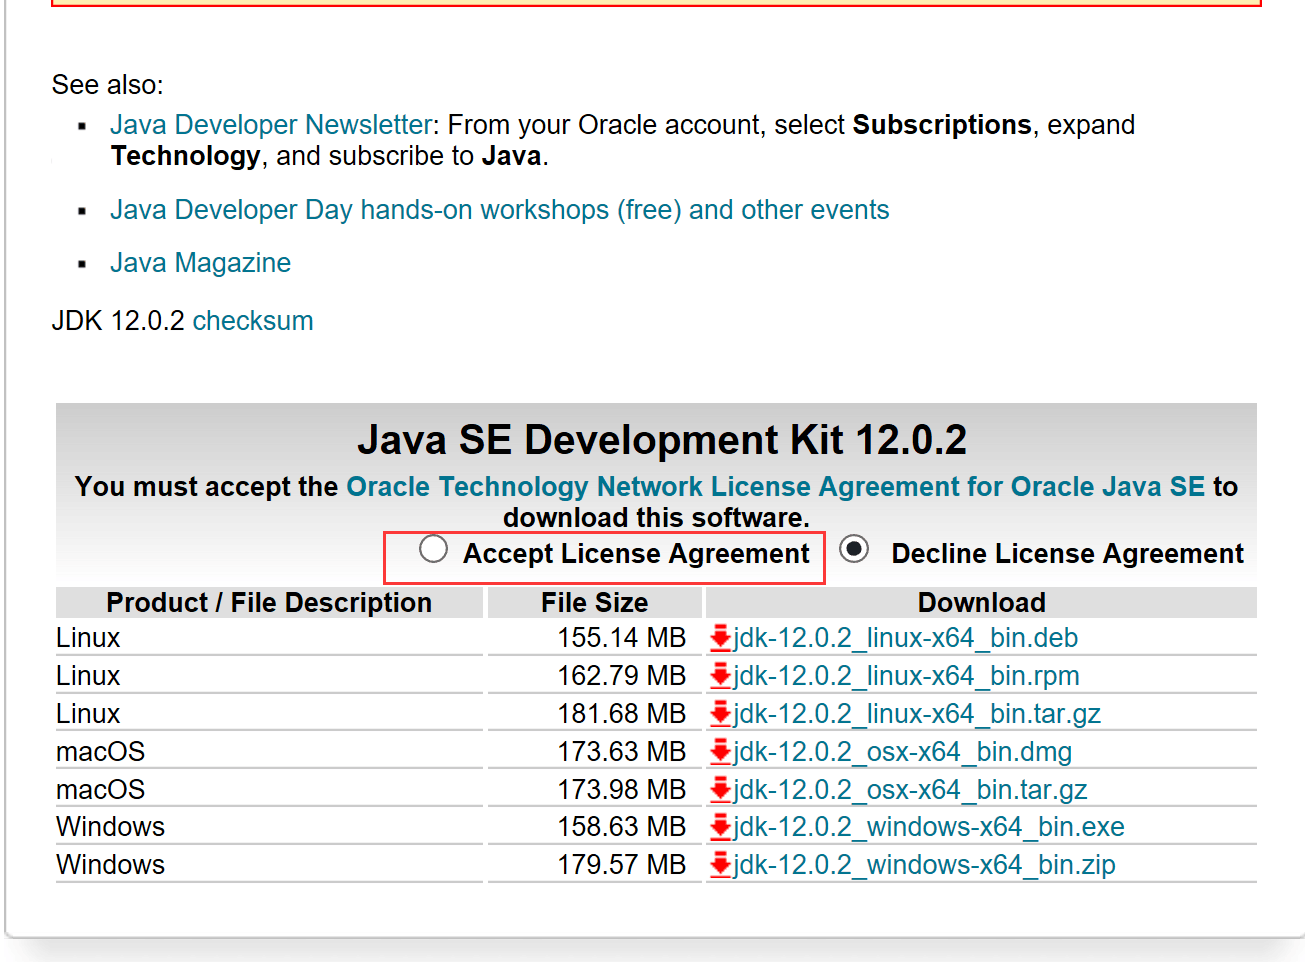 See also:
Java Developer Newsletter: From your Oracle account, select Subscriptions, expand
Technology, and subscribe to Java.
Java Developer Day hands-on workshops (free) and other events
Java Magazine
JDK 12.0.2 checksum
Java SE Development Kit 12.0.2
You must accept the Oracle Technology Network License Agreement for Oracle Java SE to
download this software.
Accept License Agreement Decline License Agreement
Product / File Description File Size Download
Linux 155.14 MB jdk-12.0.2_linux-x64_bin.deb
Linux 162.79 MB jdk-12.0.2_linux-x64_bin.rpm
Linux 181.68 MB jdk-12.0.2_linux-x64_bin.tar.gz
macOS 173.63 MB jdk-12.0.2_osx-x64_bin.dmg
macOS 173.98 MB jdk-12.0.2_osx-x64_bin.tar.gz
Windows 158.63 MB jdk-12.0.2_windows-x64_bin.exe
Windows 179.57 MB jdk-12.0.2_windows-x64_bin.zip